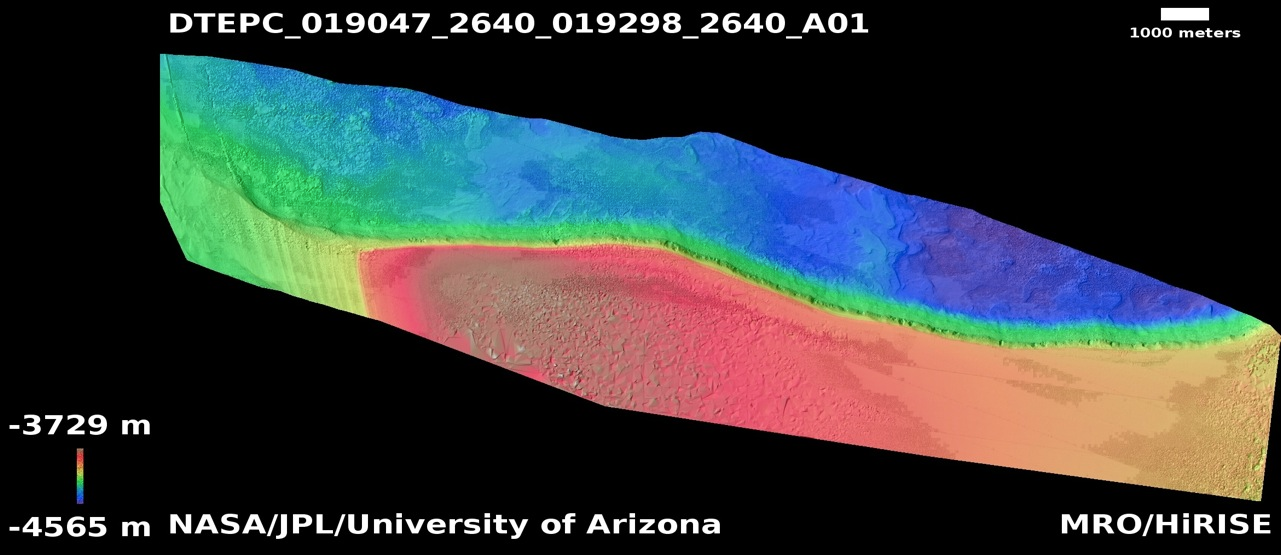 DTEPC_019047_2640_019298_2640_A01
1000 meters
-3729 m
-4565 m
NASA/JPL/University of Arizona
MRO/HiRISE